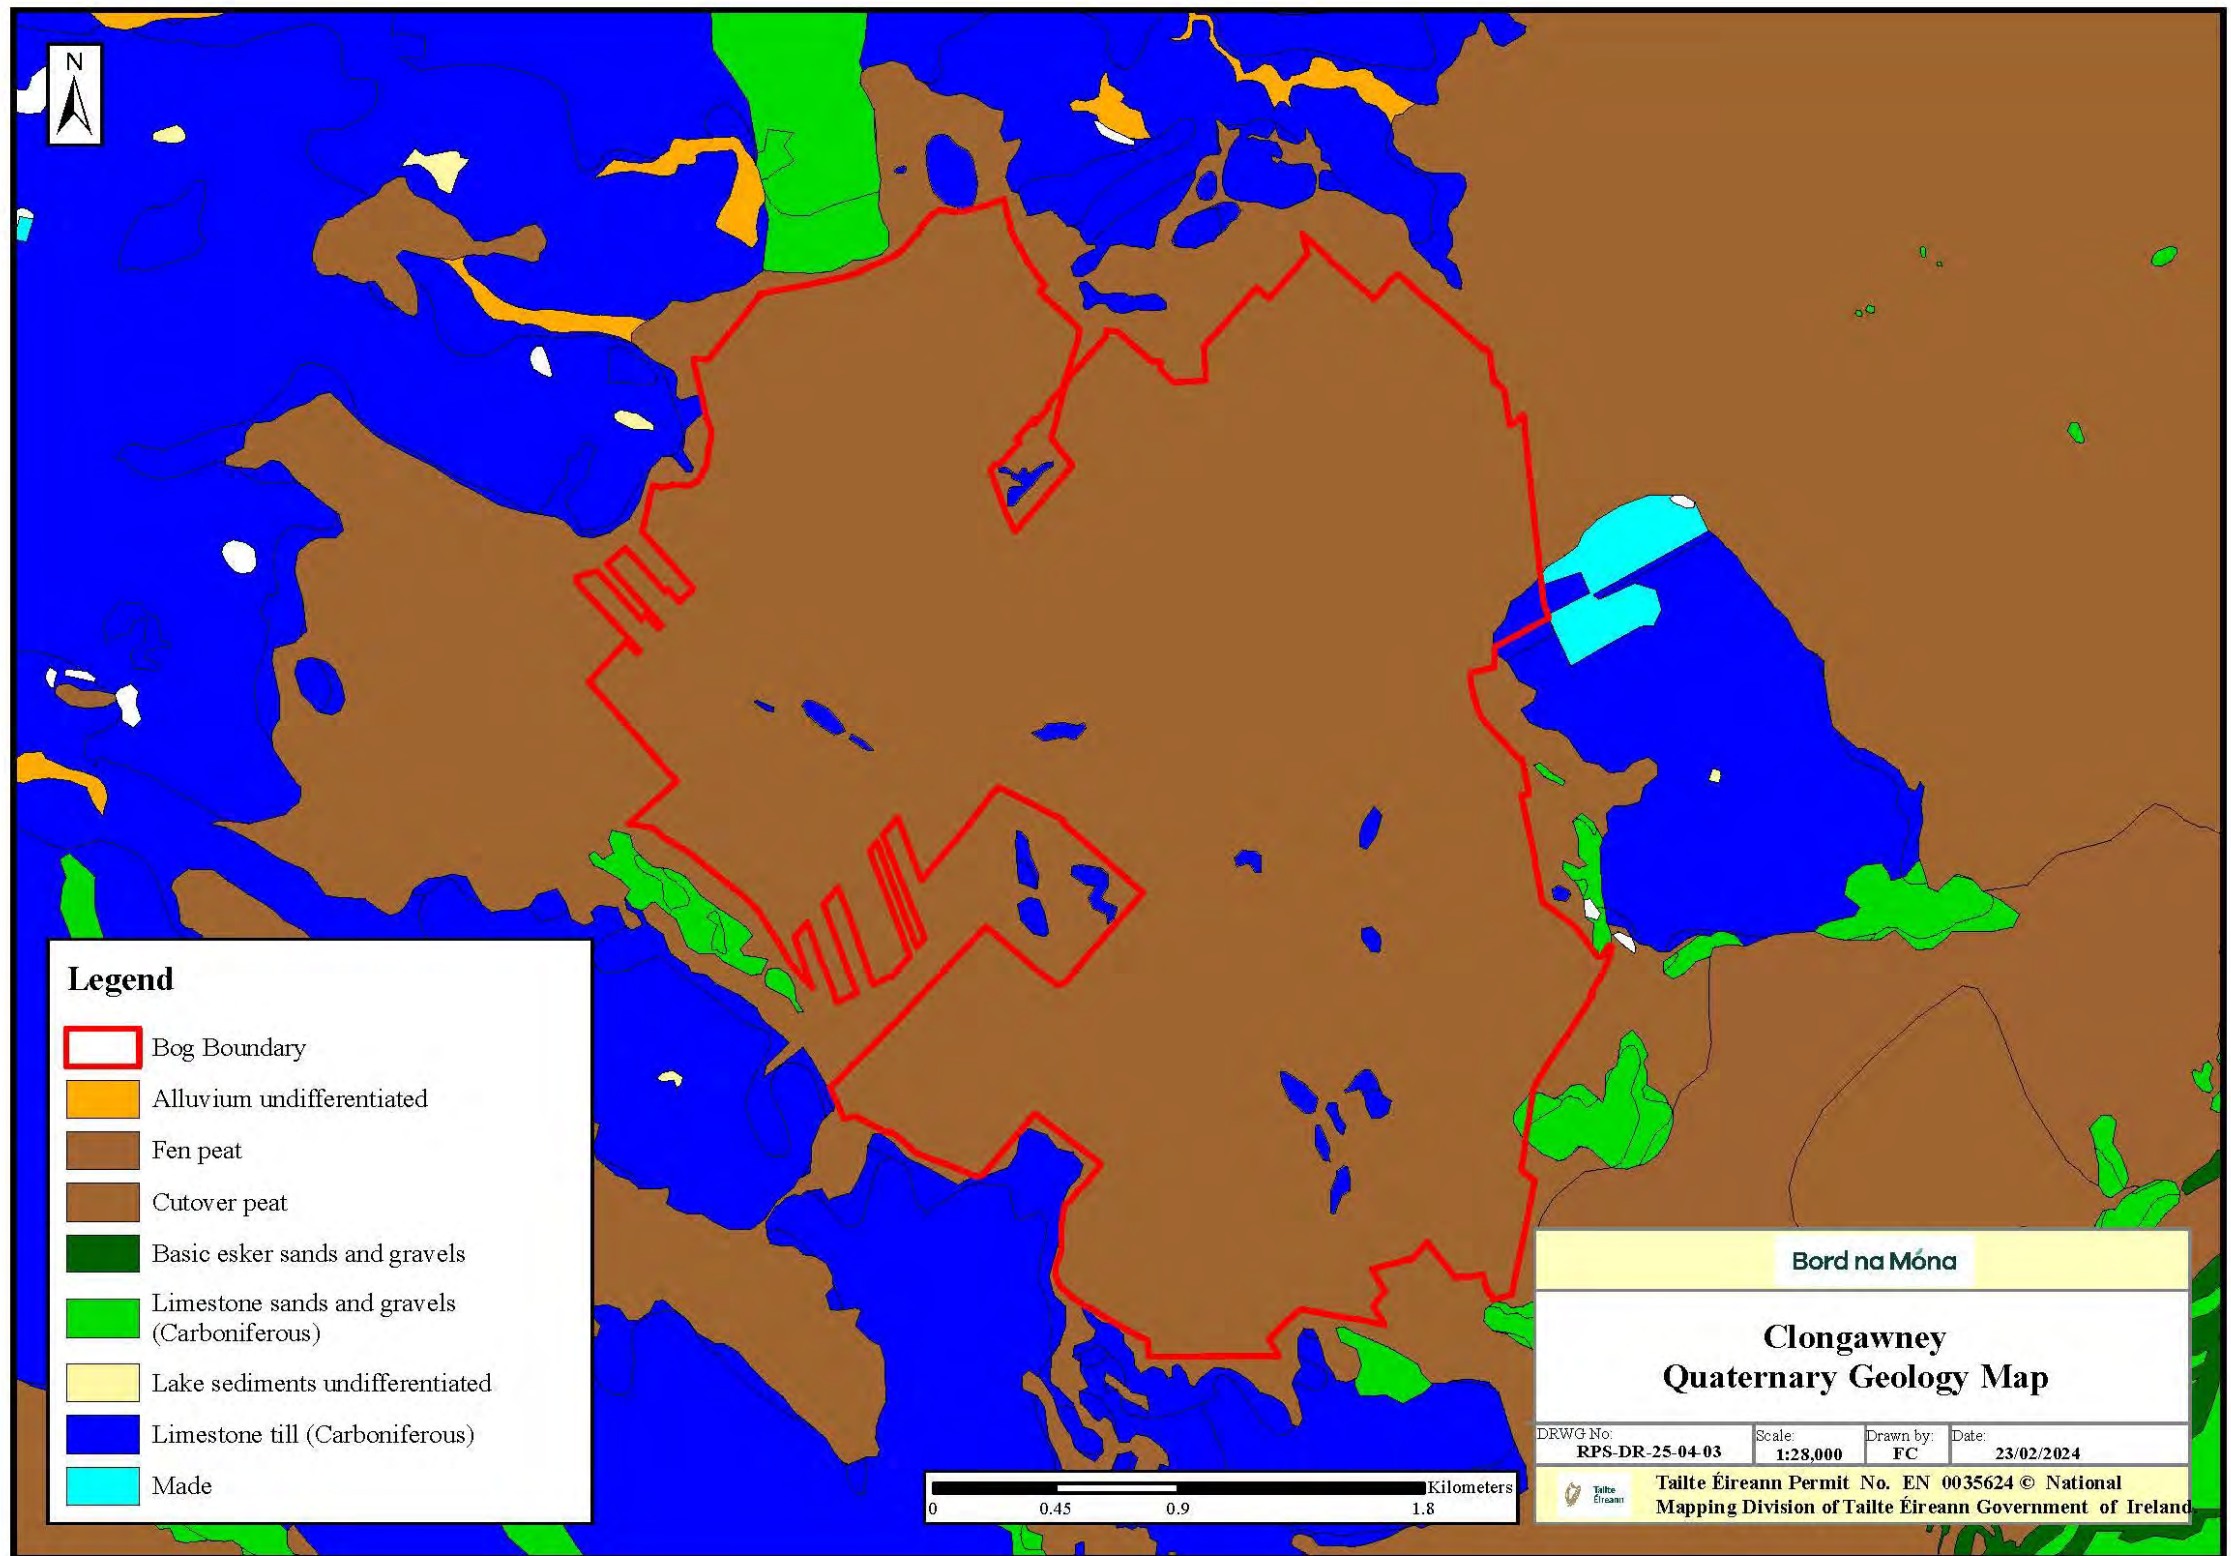 N
Legend
Bog Boundary
Alluvium undifferentiated
Fen peat
Cutover peat
Basic esker sands and gravels
Limestone sands and gravels
(Carboniferous)
Lake sediments undifferentiated
Limestone till (Carboniferous)
Made
Kilometers
0 0.45 0.9 1.8
Bord na Móna
Clongawney
Quaternary Geology Map
DRWG No: Scale: Drawn by: Date:
RPS-DR-25-04-03 1:28,000 FC 23/02/2024
Tailte
Éireann
Tailte Éireann Permit No. EN 0035624 © National
Mapping Division of Tailte Éireann Government of Ireland